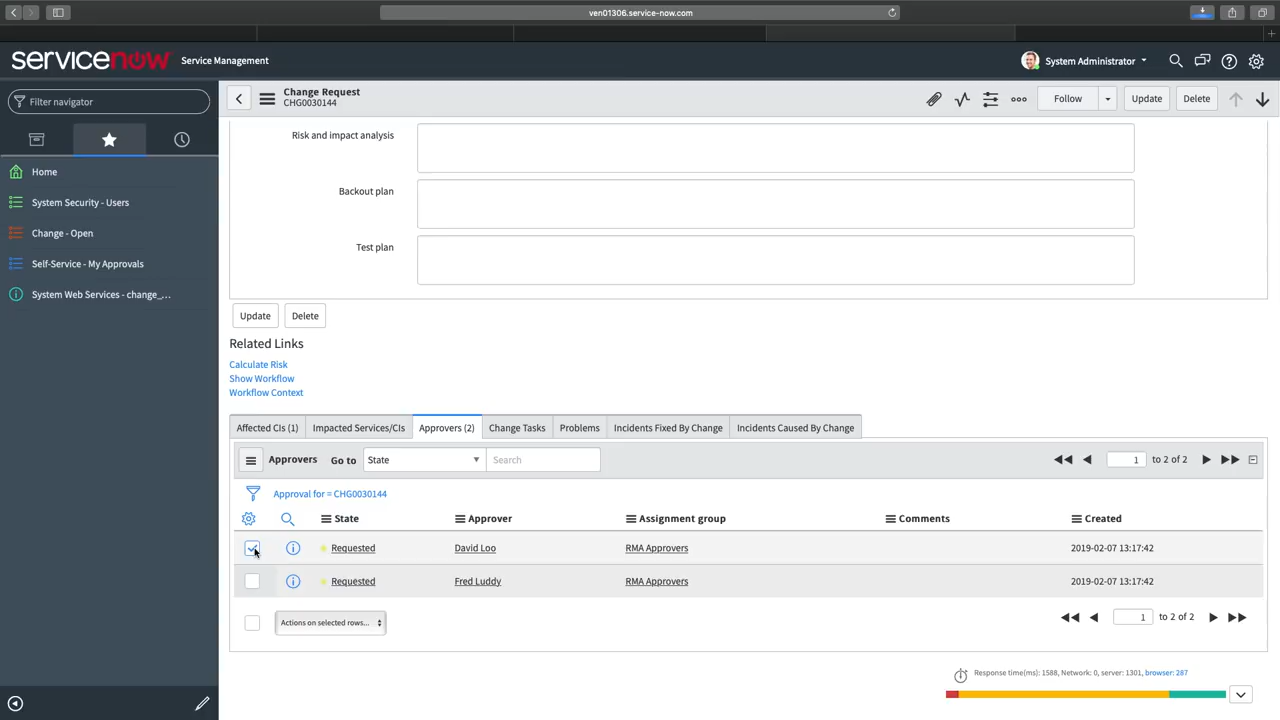 ven01306.service-now.com
servicenow Service Management
System Administrator
Filter navigator
Home
System Security - Users
Change - Open
Self-Service - My Approvals
System Web Services - change_...
Change Request
CHG0030144
Follow Update Delete
Risk and impact analysis
Backout plan
Test plan
Update Delete
Related Links
Calculate Risk
Show Workflow
Workflow Context
Affected CIs (1) Impacted Services/CIs Approvers (2) Change Tasks Problems Incidents Fixed By Change Incidents Caused By Change
Approvers Go to State Search 1 to 2 of 2
Approval for = CHG0030144
State Approver Assignment group Comments Created
Requested David Loo RMA Approvers 2019-02-07 13:17:42
Requested Fred Luddy RMA Approvers 2019-02-07 13:17:42
Actions on selected rows... 1 to 2 of 2
Response time(ms): 1588, Network: 0, server: 1301, browser: 287